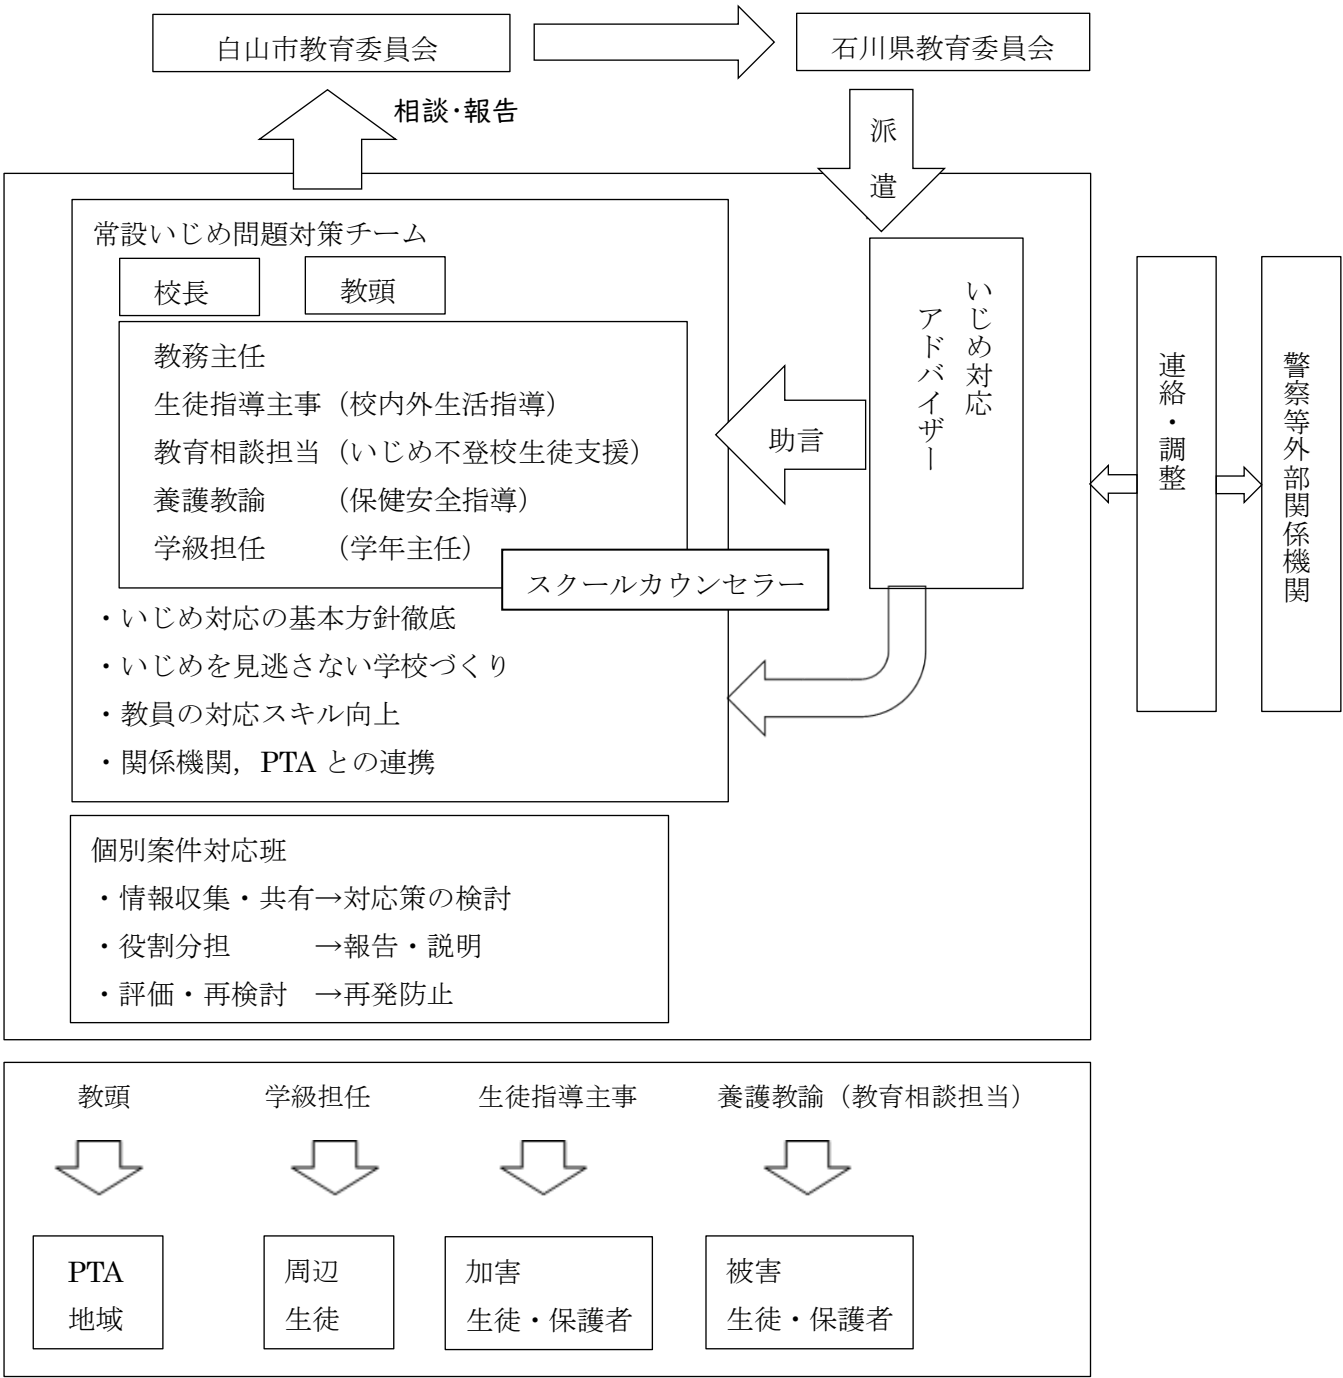 白山市教育委員会
石川県教育委員会
相談・報告
派遣
常設いじめ問題対策チーム
校長
教頭
教務主任
生徒指導主事（校内外生活指導）
教育相談担当（いじめ不登校生徒支援）
養護教諭　　　（保健安全指導）
学級担任　　　（学年主任）
スクールカウンセラー
・いじめ対応の基本方針徹底
・いじめを見逃さない学校づくり
・教員の対応スキル向上
・関係機関，PTA との連携
助言
いじめ対応
アドバイザー
連絡・調整
警察等外部関係機関
個別案件対応班
・情報収集・共有→対応策の検討
・役割分担　　　→報告・説明
・評価・再検討　→再発防止
教頭
学級担任
生徒指導主事
養護教諭（教育相談担当）
PTA
地域
周辺
生徒
加害
生徒・保護者
被害
生徒・保護者